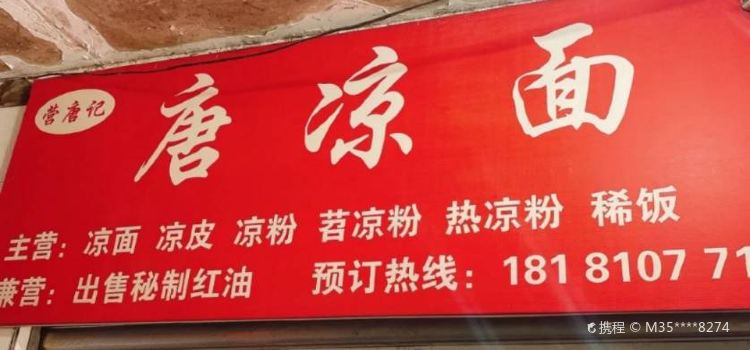 营唐记
唐凉面
主营：凉面 凉皮 凉粉 苕凉粉 热凉粉 稀饭
兼营：出售秘制红油 预订热线：181 8107 71
携程 © M35****8274